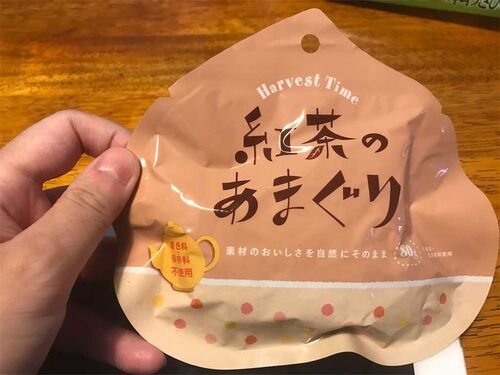 Harvest Time
紅茶の
あまぐり
着色料
・
保存料
不使用
素材のおいしさを自然にそのまま
80g